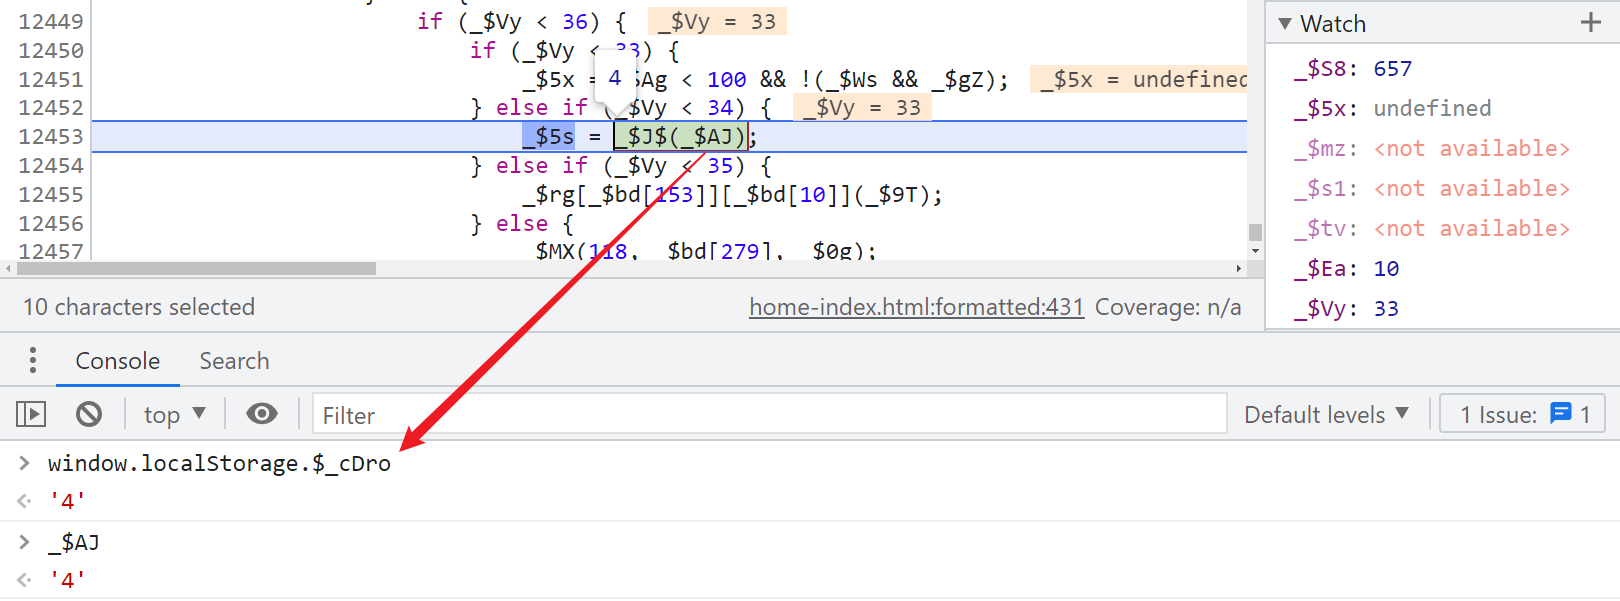 12449 if (_$Vy < 36) { _$Vy = 33
12450 if (_$Vy < 33) {
12451 _$5x = $Ag < 100 && !(_$Ws && _$gZ); _$5x = undefined
4
12452 } else if (_$Vy < 34) { _$Vy = 33
12453 _$5s = _$J$(_$AJ);
12454 } else if (_$Vy < 35) {
12455 _$rg[_$bd[153]][_$bd[10]](_$9T);
12456 } else {
12457 $MX(118, $bd[279], $0g);
10 characters selected
home-index.html:formatted:431 Coverage: n/a
Watch
_$S8: 657
_$5x: undefined
_$mz: <not available>
_$s1: <not available>
_$tv: <not available>
_$Ea: 10
_$Vy: 33
Console Search
top Filter Default levels 1 Issue: 1
> window.localStorage.$_cDro
'4'
> _$AJ
'4'